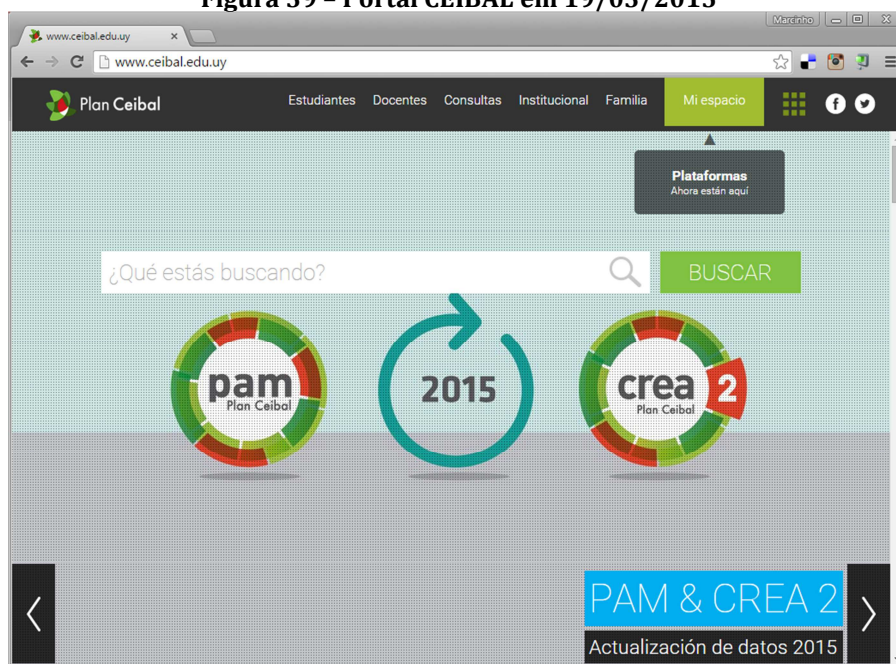 Figura 39 – Portal CEIBAL em 19/03/2015
Marcinho
www.ceibal.edu.uy
www.ceibal.edu.uy
Plan Ceibal
Estudiantes Docentes Consultas Institucional Familia Mi espacio
Plataformas
Ahora están aquí
¿Qué estás buscando?
BUSCAR
pam
Plan Ceibal
2015
crea 2
Plan Ceibal
PAM & CREA 2
Actualización de datos 2015